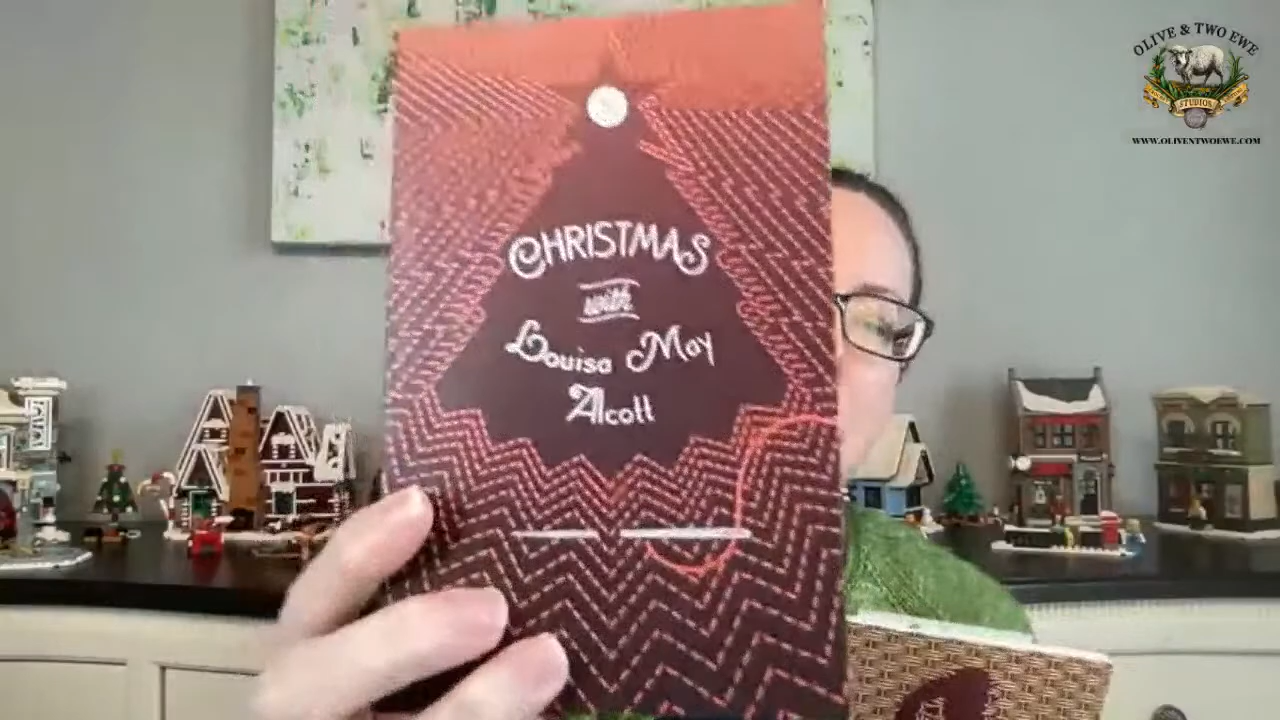 OLIVE & TWO EWE
STUDIOS
WWW.OLIVENTWOEWE.COM
CHRISTMAS
with
Louisa May
Alcott